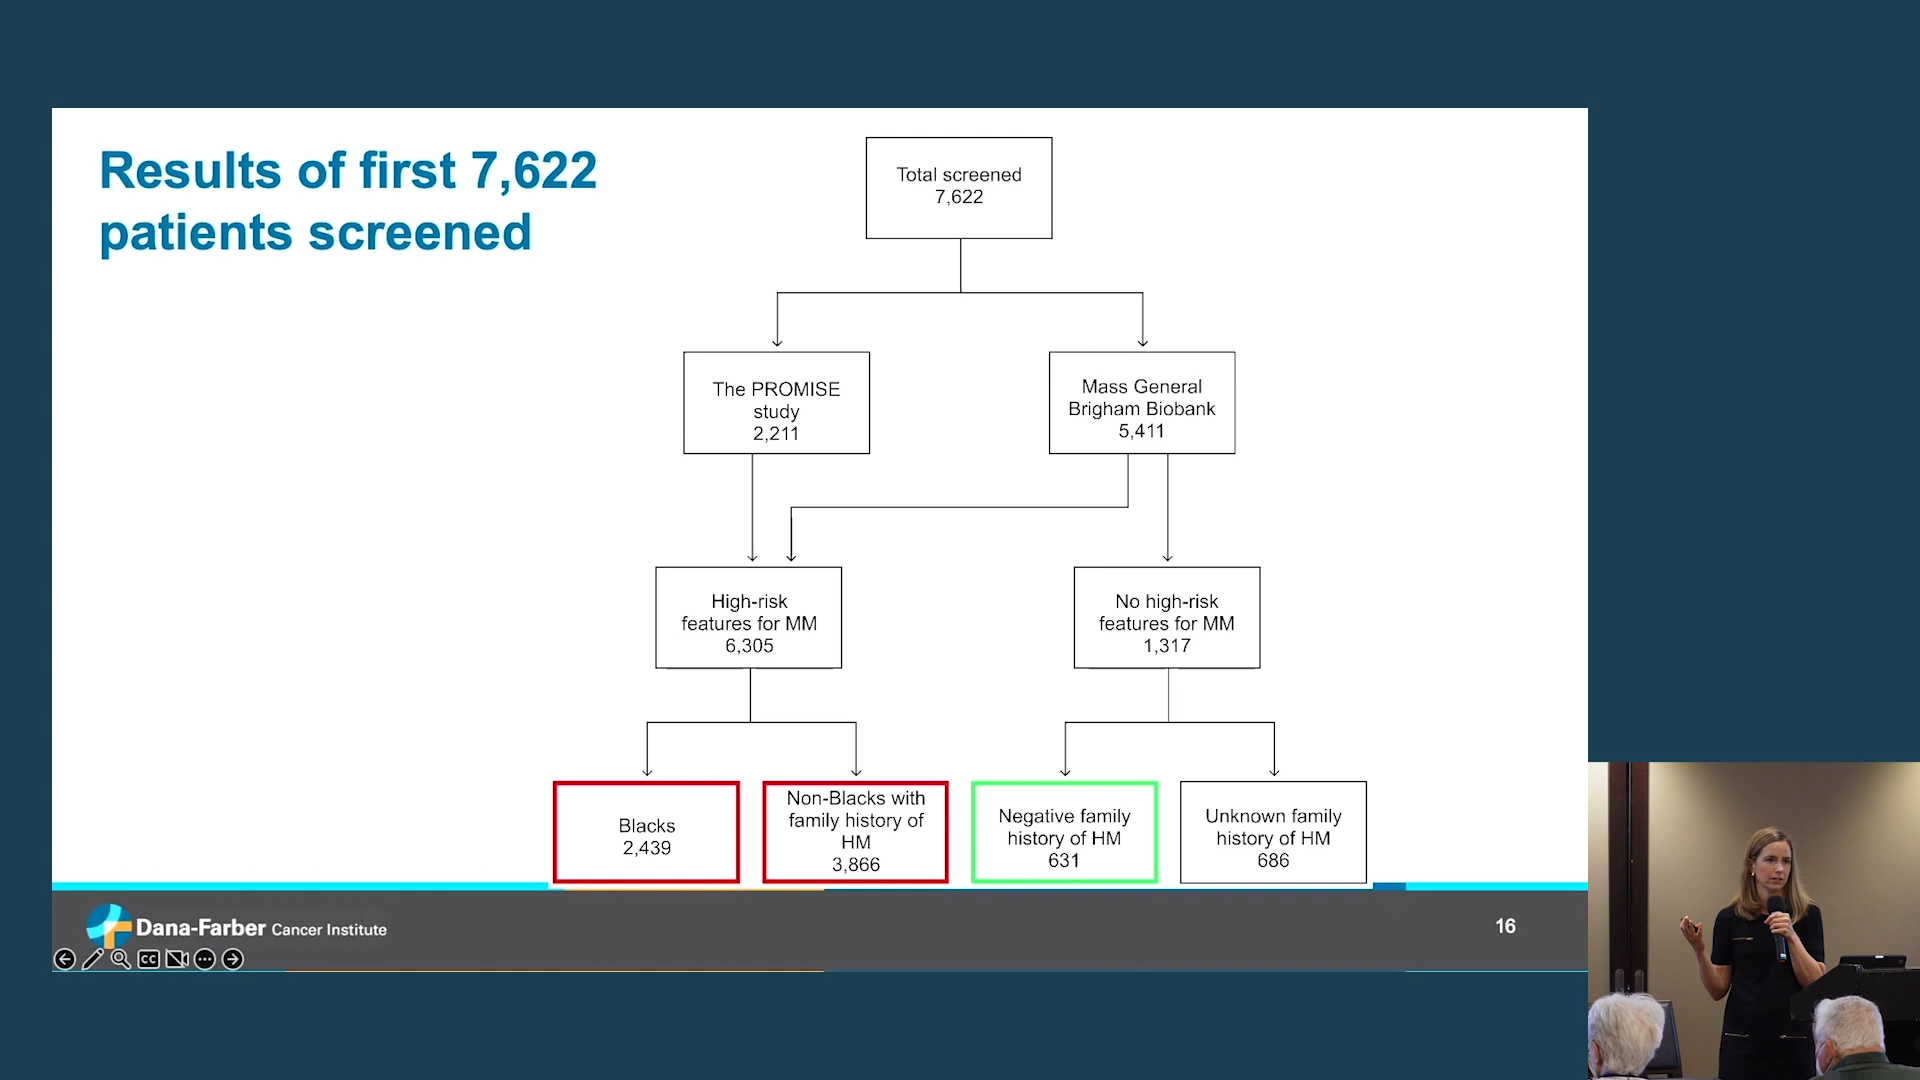 Results of first 7,622
patients screened
Total screened
7,622
The PROMISE
study
2,211
Mass General
Brigham Biobank
5,411
High-risk
features for MM
6,305
No high-risk
features for MM
1,317
Blacks
2,439
Non-Blacks with
family history of
HM
3,866
Negative family
history of HM
631
Unknown family
history of HM
686
Dana-Farber Cancer Institute
CC
16